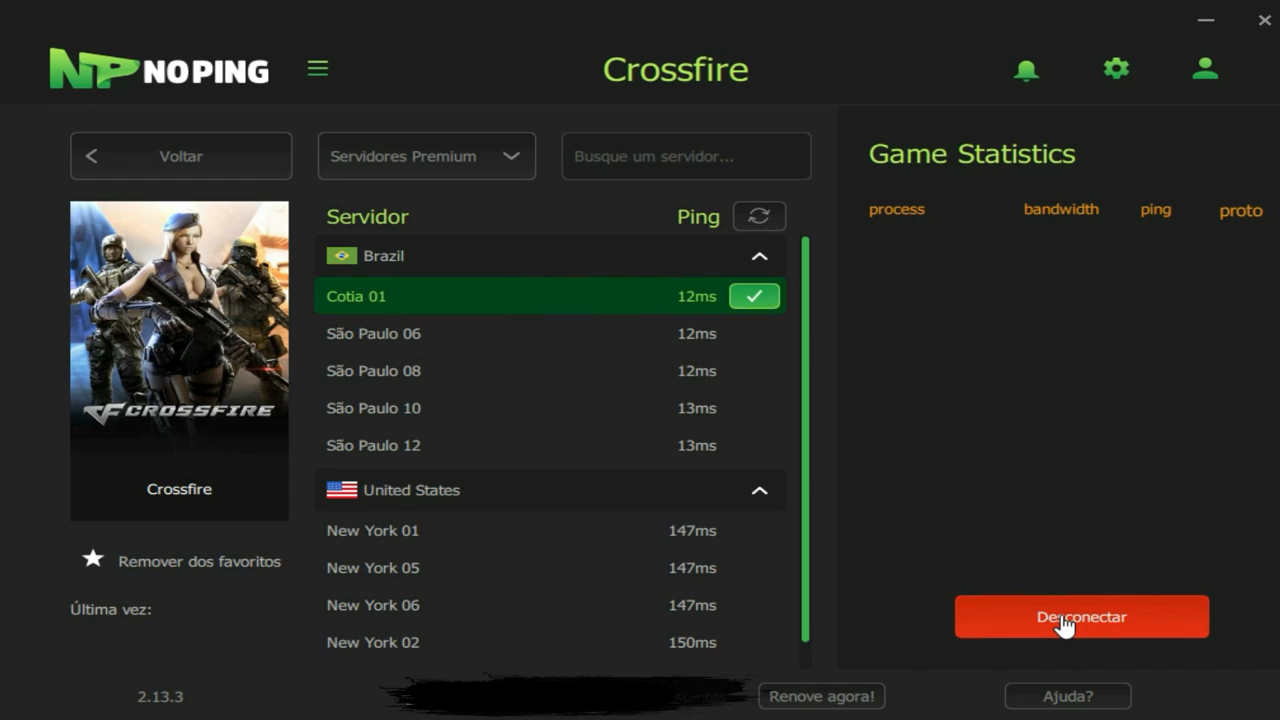 NP NOPING
Crossfire
Voltar
Servidores Premium
Busque um servidor...
Game Statistics
process bandwidth ping proto
Servidor Ping
Brazil
Cotia 01 12ms
São Paulo 06 12ms
São Paulo 08 12ms
São Paulo 10 13ms
São Paulo 12 13ms
United States
New York 01 147ms
New York 05 147ms
New York 06 147ms
New York 02 150ms
CF CROSSFIRE
Crossfire
Remover dos favoritos
Última vez:
Desconectar
2.13.3
Renove agora!
Ajuda?